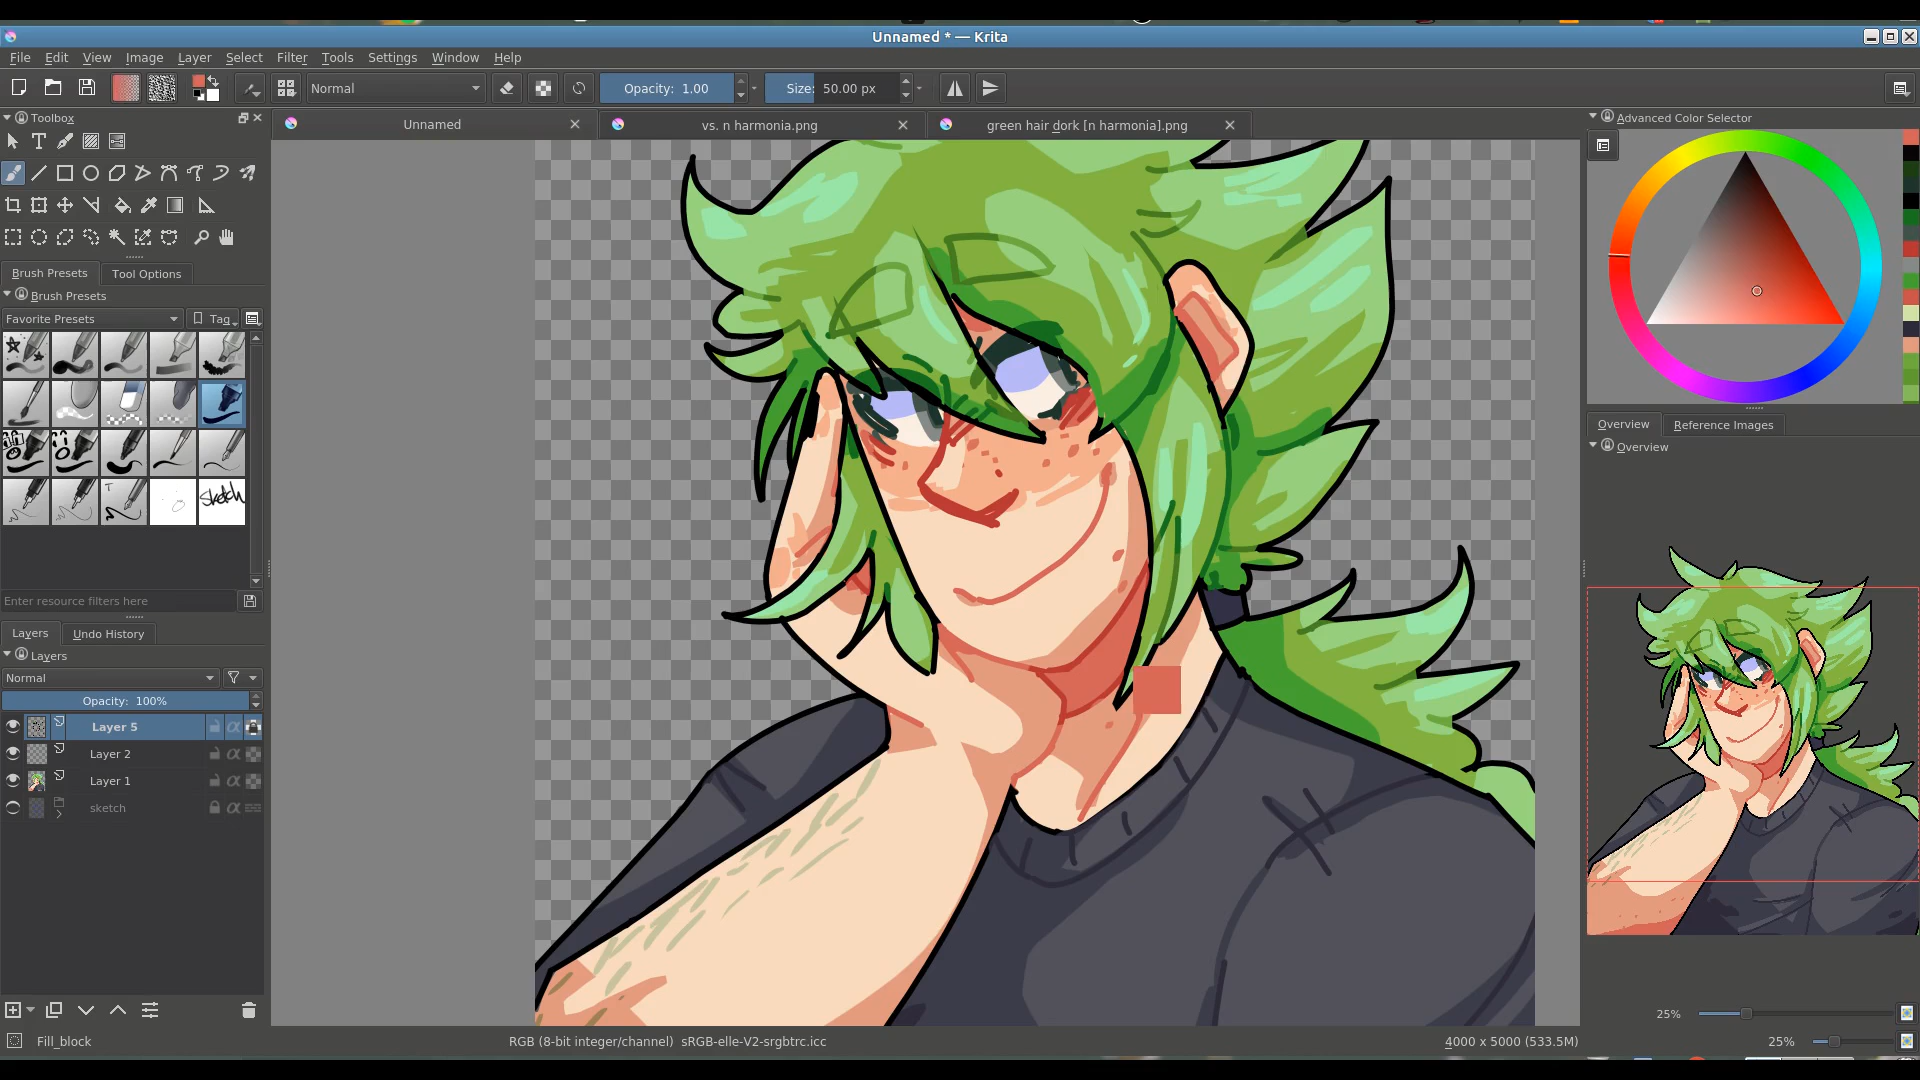 Unnamed * — Krita
File Edit View Image Layer Select Filter Tools Settings Window Help
Normal Opacity: 1.00 Size: 50.00 px
Toolbox
Unnamed
vs. n harmonia.png
green hair dork [n harmonia].png
Advanced Color Selector
Brush Presets Tool Options
Brush Presets
Favorite Presets Tag
T
Sketch
Enter resource filters here
Layers Undo History
Layers
Normal
Opacity: 100%
Layer 5
Layer 2
Layer 1
sketch
Overview Reference Images
Overview
25%
Fill_block
RGB (8-bit integer/channel) sRGB-elle-V2-srgbtrc.icc
4000 x 5000 (533.5M)
25%